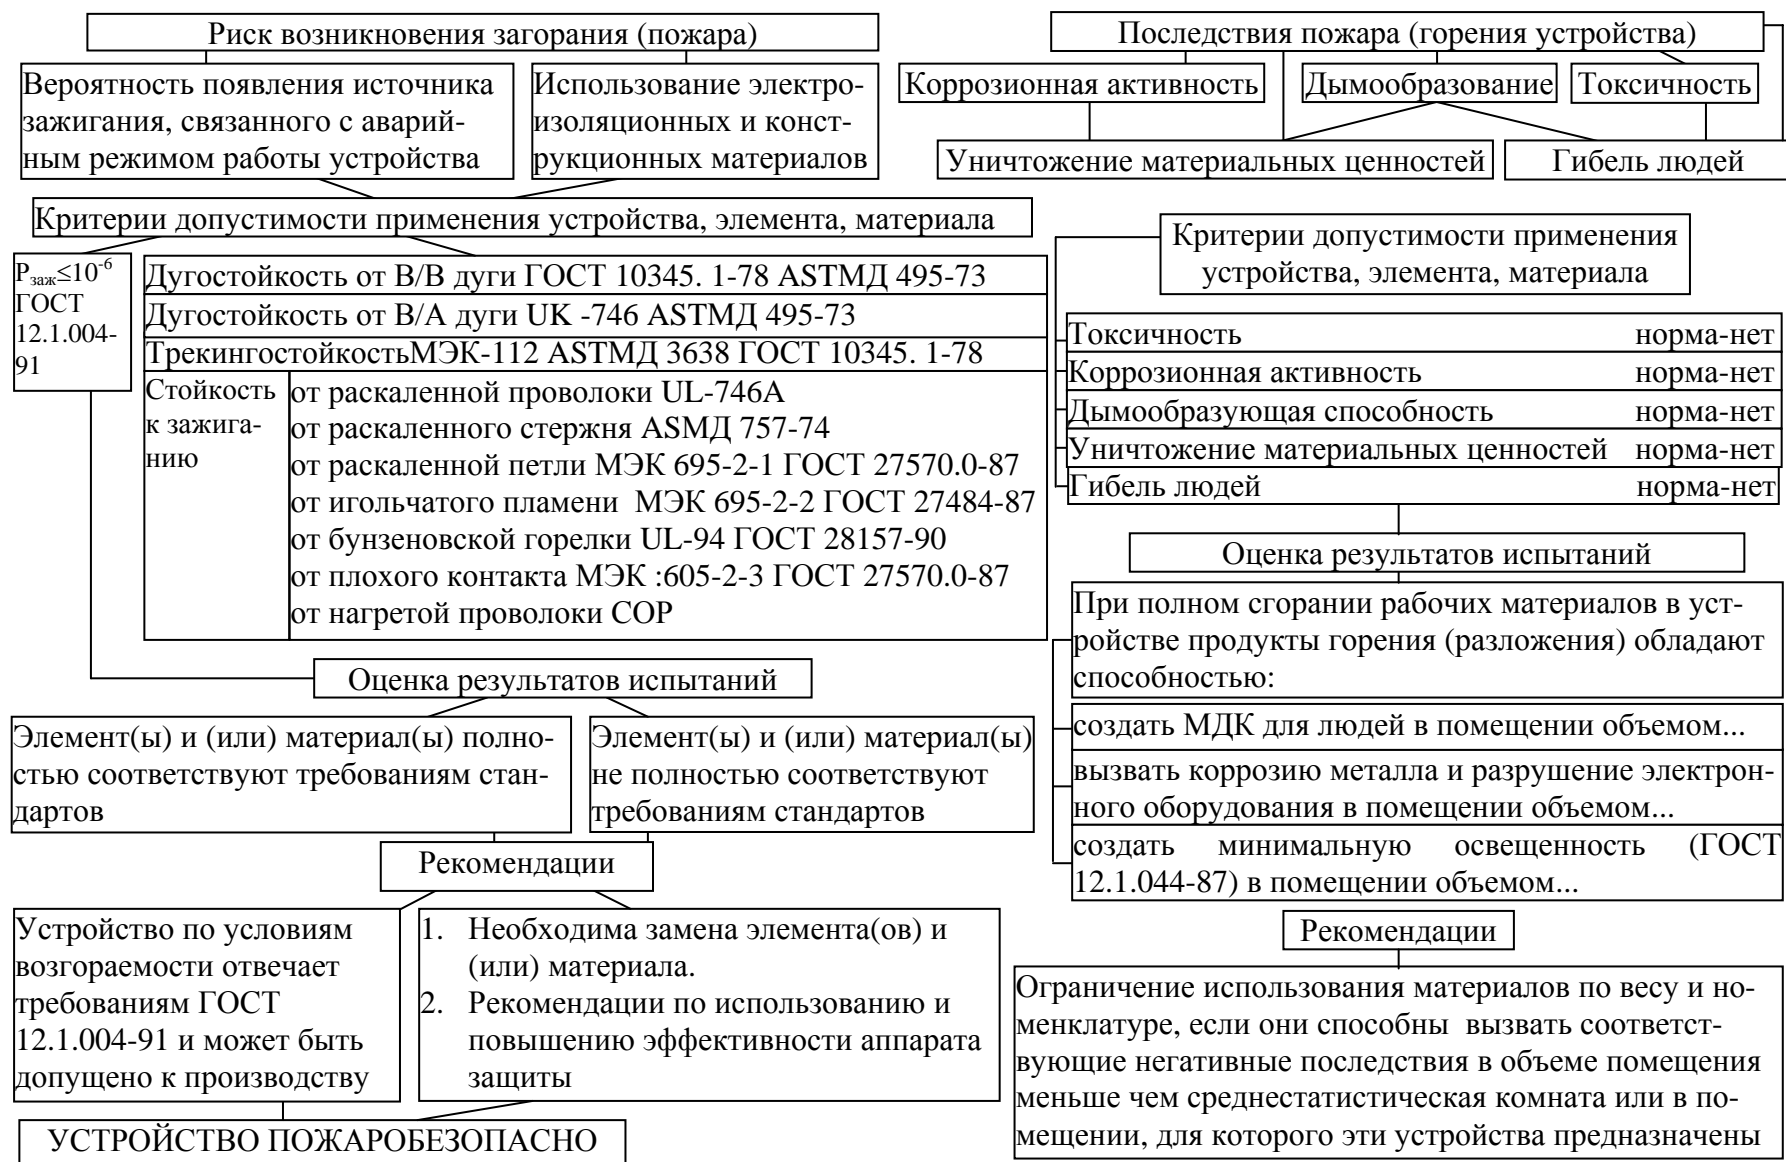 Риск возникновения загорания (пожара)
Вероятность появления источника
зажигания, связанного с аварий-
ным режимом работы устройства
Использование электро-
изоляционных и конст-
рукционных материалов
Критерии допустимости применения устройства, элемента, материала
Pзаж≤10-6
ГОСТ
12.1.004-
91
Дугостойкость от В/В дуги ГОСТ 10345. 1-78 ASTMД 495-73
Дугостойкость от В/А дуги UK -746 ASTMД 495-73
ТрекингостойкостьМЭК-112 ASTMД 3638 ГОСТ 10345. 1-78
Стойкость
к зажига-
нию
от раскаленной проволоки UL-746A
от раскаленного стержня ASMД 757-74
от раскаленной петли МЭК 695-2-1 ГОСТ 27570.0-87
от игольчатого пламени МЭК 695-2-2 ГОСТ 27484-87
от бунзеновской горелки UL-94 ГОСТ 28157-90
от плохого контакта МЭК :605-2-3 ГОСТ 27570.0-87
от нагретой проволоки СОР
Оценка результатов испытаний
Элемент(ы) и (или) материал(ы) полно-
стью соответствуют требованиям стан-
дартов
Элемент(ы) и (или) материал(ы)
не полностью соответствуют
требованиям стандартов
Рекомендации
Устройство по условиям
возгораемости отвечает
требованиям ГОСТ
12.1.004-91 и может быть
допущено к производству
1. Необходима замена элемента(ов) и
(или) материала.
2. Рекомендации по использованию и
повышению эффективности аппарата
защиты
УСТРОЙСТВО ПОЖАРОБЕЗОПАСНО
Последствия пожара (горения устройства)
Коррозионная активность
Дымообразование
Токсичность
Уничтожение материальных ценностей
Гибель людей
Критерии допустимости применения
устройства, элемента, материала
Токсичность норма-нет
Коррозионная активность норма-нет
Дымообразующая способность норма-нет
Уничтожение материальных ценностей норма-нет
Гибель людей норма-нет
Оценка результатов испытаний
При полном сгорании рабочих материалов в уст-
ройстве продукты горения (разложения) обладают
способностью:
создать МДК для людей в помещении объемом...
вызвать коррозию металла и разрушение электрон-
ного оборудования в помещении объемом...
создать минимальную освещенность (ГОСТ
12.1.044-87) в помещении объемом...
Рекомендации
Ограничение использования материалов по весу и но-
менклатуре, если они способны вызвать соответст-
вующие негативные последствия в объеме помещения
меньше чем среднестатистическая комната или в по-
мещении, для которого эти устройства предназначены